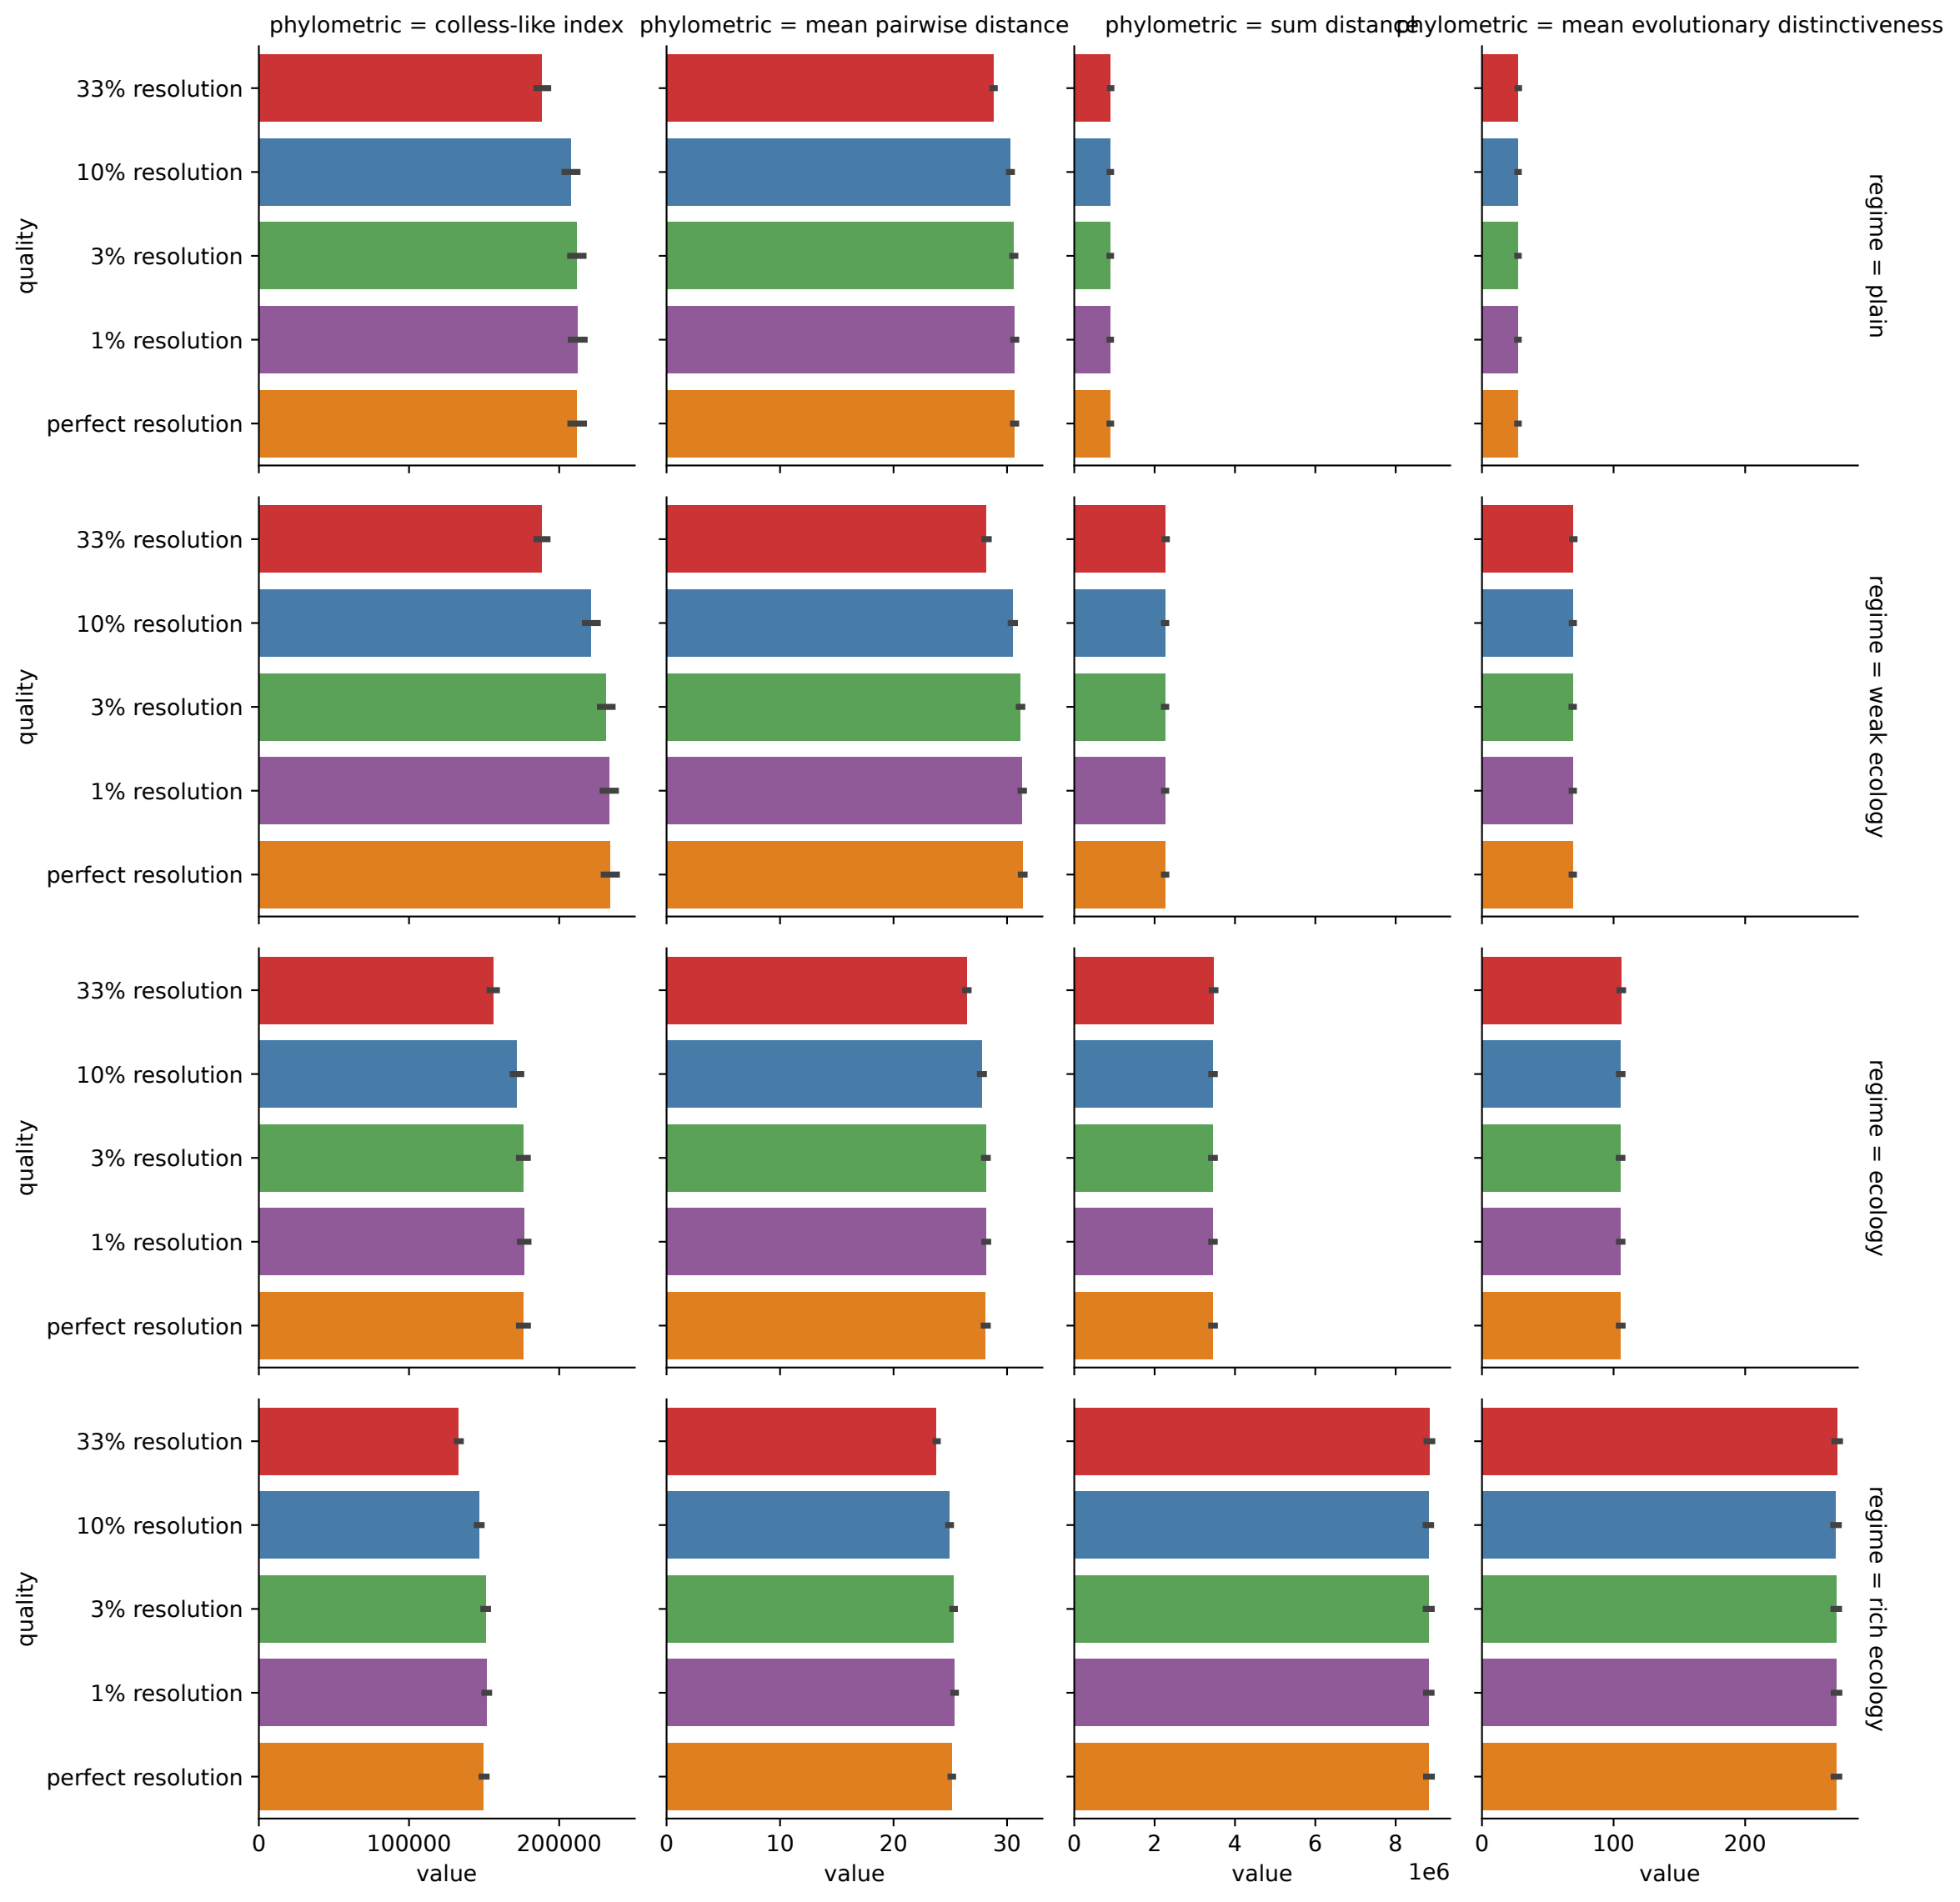 phylometric = colless-like index
phylometric = mean pairwise distance
phylometric = sum distance
phylometric = mean evolutionary distinctiveness
quality
33% resolution
10% resolution
3% resolution
1% resolution
perfect resolution
regime = plain
quality
33% resolution
10% resolution
3% resolution
1% resolution
perfect resolution
regime = weak ecology
quality
33% resolution
10% resolution
3% resolution
1% resolution
perfect resolution
regime = ecology
quality
33% resolution
10% resolution
3% resolution
1% resolution
perfect resolution
regime = rich ecology
0 100000 200000
value
0 10 20 30
value
0 2 4 6 8
1e6
value
0 100 200
value